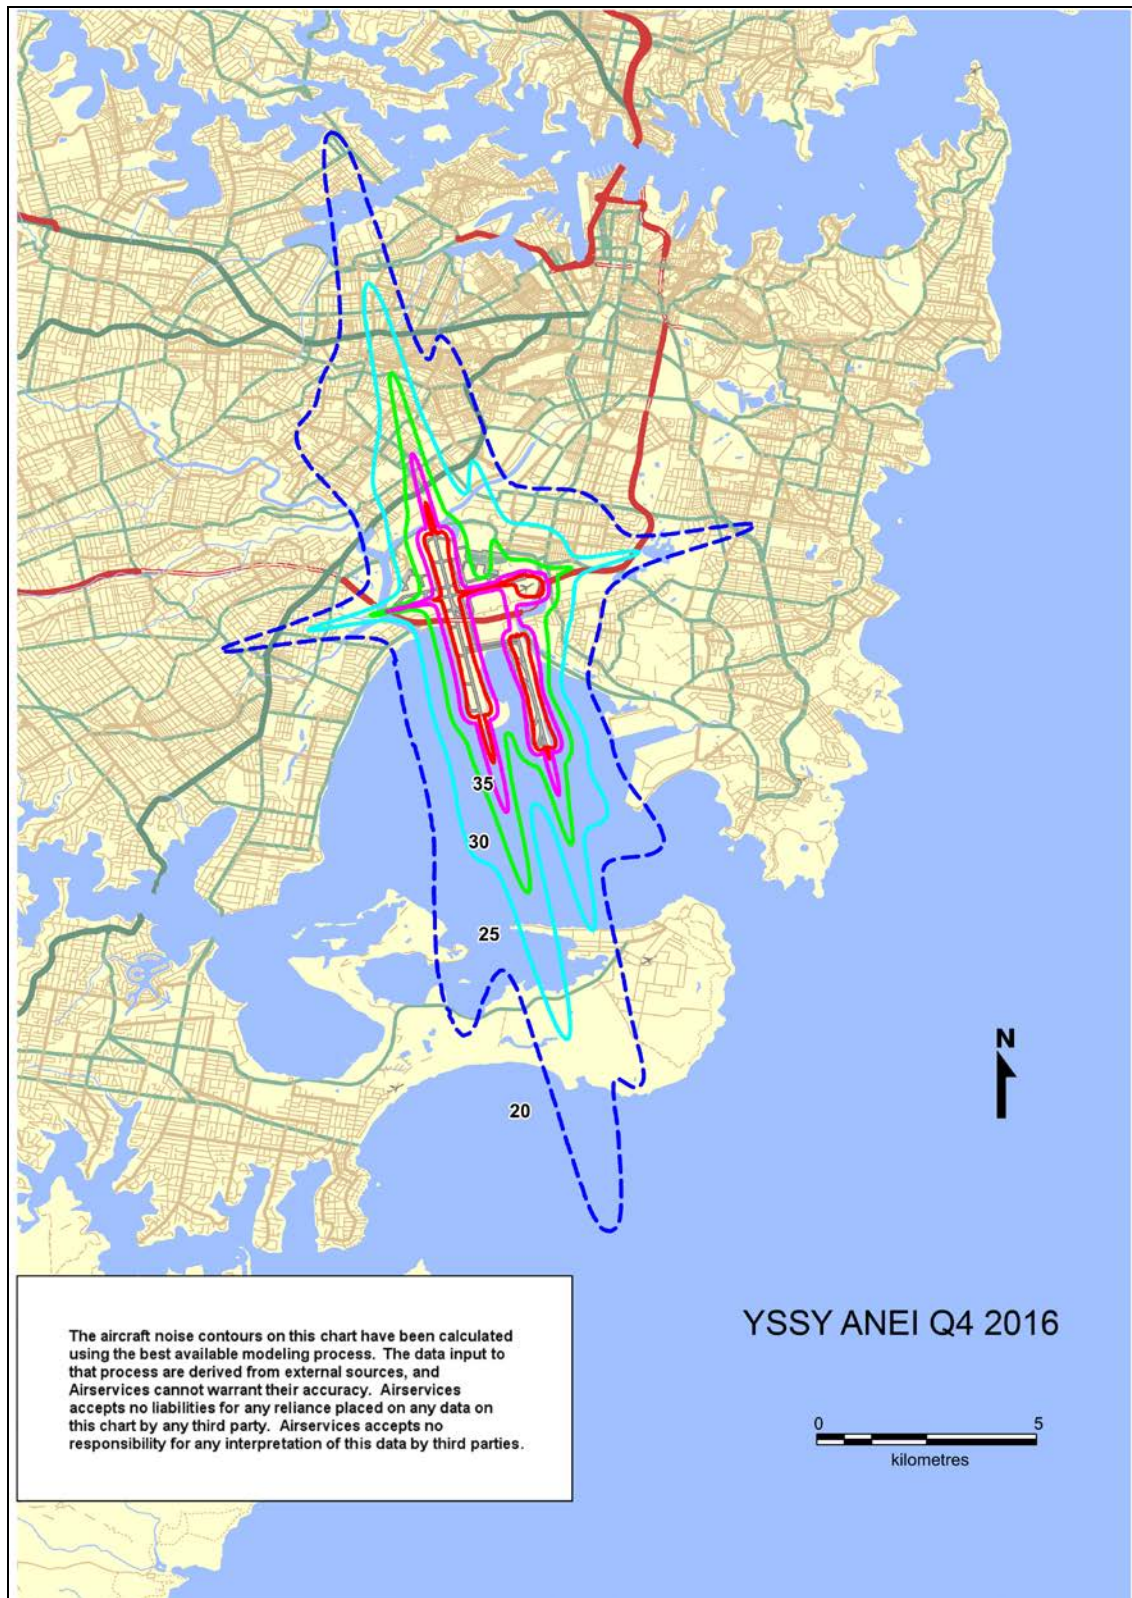 35
30
25
N
20
YSSY ANEI Q4 2016
The aircraft noise contours on this chart have been calculated
using the best available modeling process. The data input to
that process are derived from external sources, and
Airservices cannot warrant their accuracy. Airservices
accepts no liabilities for any reliance placed on any data on
this chart by any third party. Airservices accepts no
responsibility for any interpretation of this data by third parties.
0 5
kilometres